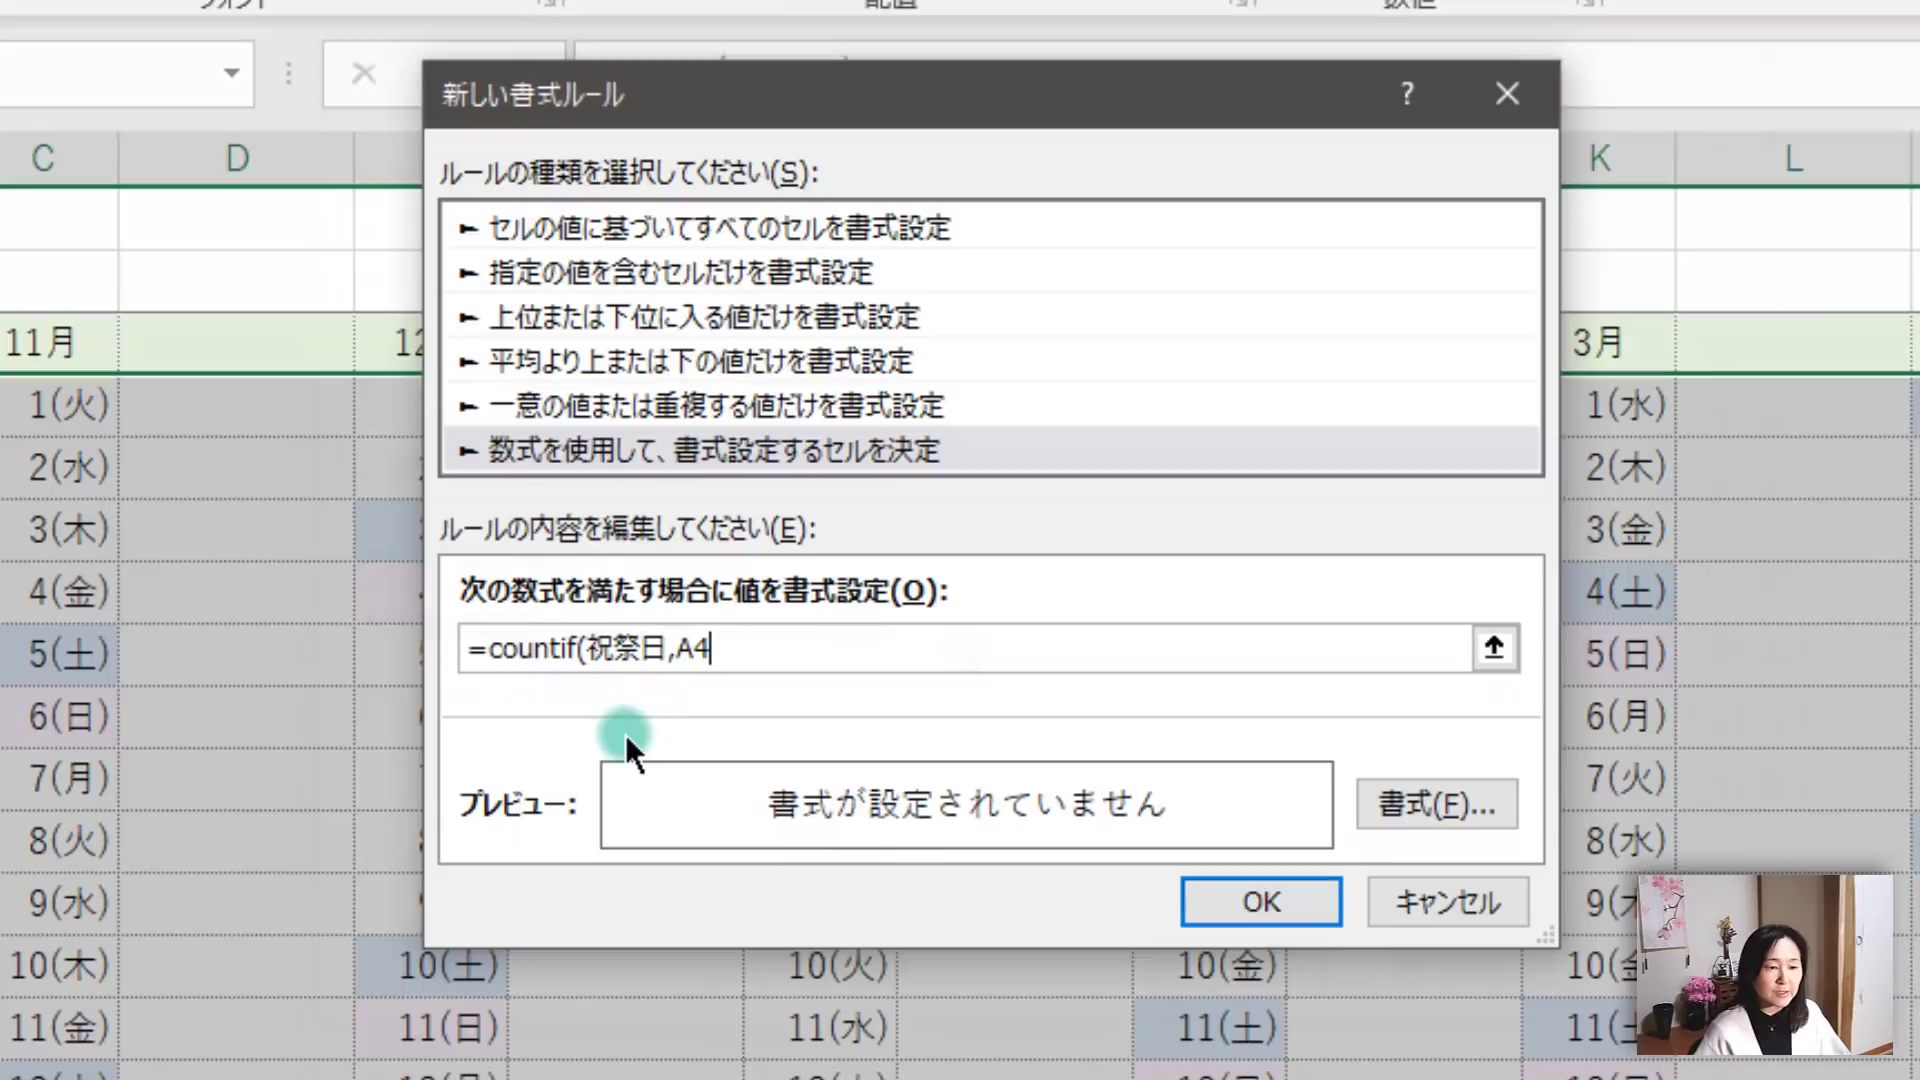 フォント 配置 数値
新しい書式ルール ?
C D K L
ルールの種類を選択してください(S):
► セルの値に基づいてすべてのセルを書式設定
► 指定の値を含むセルだけを書式設定
► 上位または下位に入る値だけを書式設定
► 平均より上または下の値だけを書式設定
► 一意の値または重複する値だけを書式設定
► 数式を使用して、書式設定するセルを決定
ルールの内容を編集してください(E):
次の数式を満たす場合に値を書式設定(O):
=countif(祝祭日,A4
プレビュー: 書式が設定されていません 書式(F)...
OK キャンセル
11月 12 3月
1(火) 1(水)
2(水) 2(木)
3(木) 3(金)
4(金) 4(土)
5(土) 5(日)
6(日) 6(月)
7(月) 7(火)
8(火) 8(水)
9(水) 9(
10(木) 10(土) 10(火) 10(金) 10(
11(金) 11(日) 11(水) 11(土) 11(